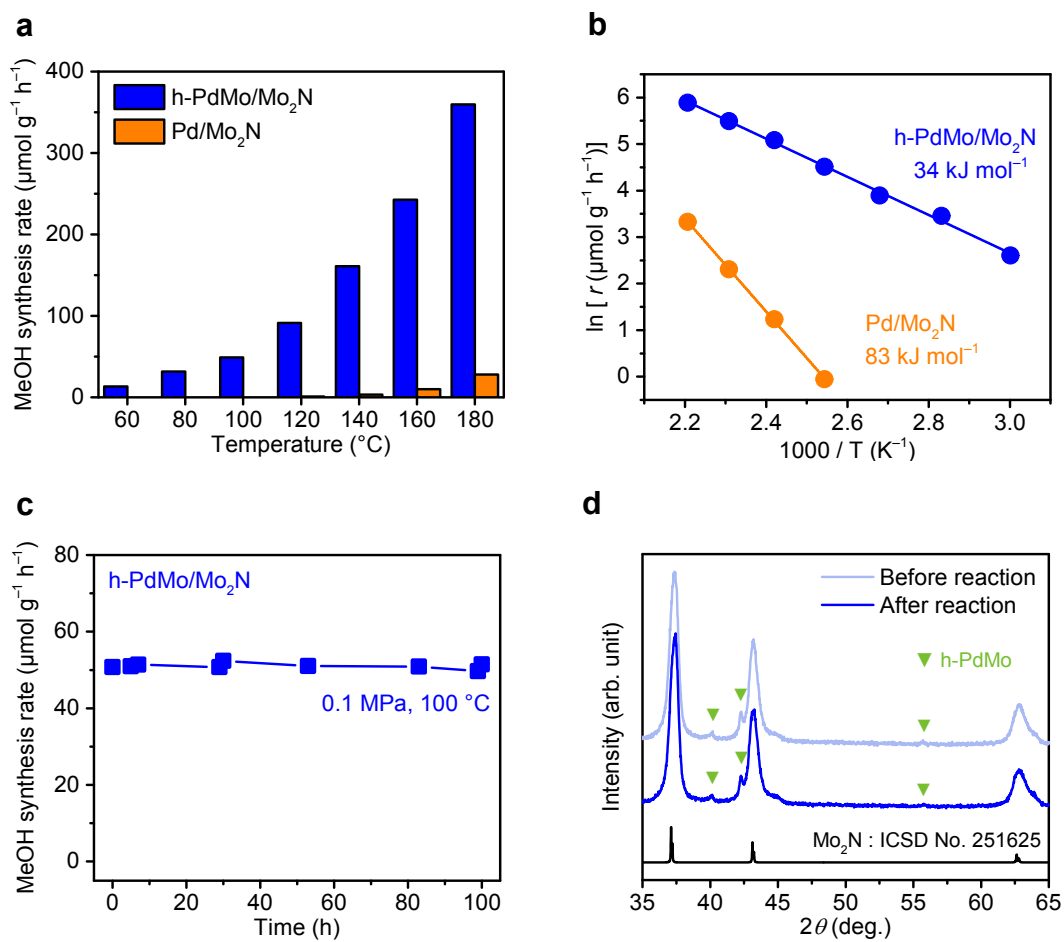 a
MeOH synthesis rate (µmol g⁻¹ h⁻¹)
400
300
200
100
0
h-PdMo/Mo₂N
Pd/Mo₂N
60 80 100 120 140 160 180
Temperature (°C)
b
ln [ r (µmol g⁻¹ h⁻¹)]
6
5
4
3
2
1
0
h-PdMo/Mo₂N
34 kJ mol⁻¹
Pd/Mo₂N
83 kJ mol⁻¹
2.2 2.4 2.6 2.8 3.0
1000 / T (K⁻¹)
c
MeOH synthesis rate (µmol g⁻¹ h⁻¹)
80
60
40
20
0
h-PdMo/Mo₂N
0.1 MPa, 100 °C
0 20 40 60 80 100
Time (h)
d
Intensity (arb. unit)
Before reaction
After reaction
h-PdMo
Mo₂N : ICSD No. 251625
35 40 45 50 55 60 65
2θ (deg.)